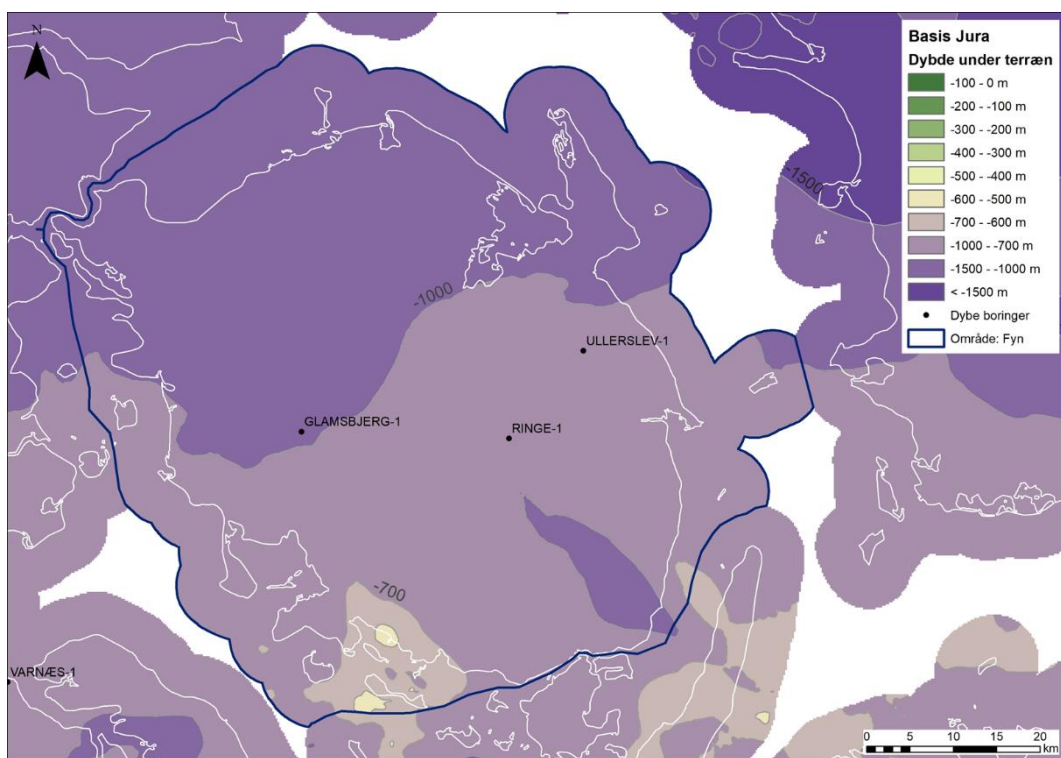 N
Basis Jura
Dybde under terræn
-100 - 0 m
-200 - -100 m
-300 - -200 m
-400 - -300 m
-500 - -400 m
-600 - -500 m
-700 - -600 m
-1000 - -700 m
-1500 - -1000 m
< -1500 m
Dybe boringer
Område: Fyn
-1500
-1000
ULLERSLEV-1
GLAMSBJERG-1
RINGE-1
-700
VARNÆS-1
0 5 10 15 20
km